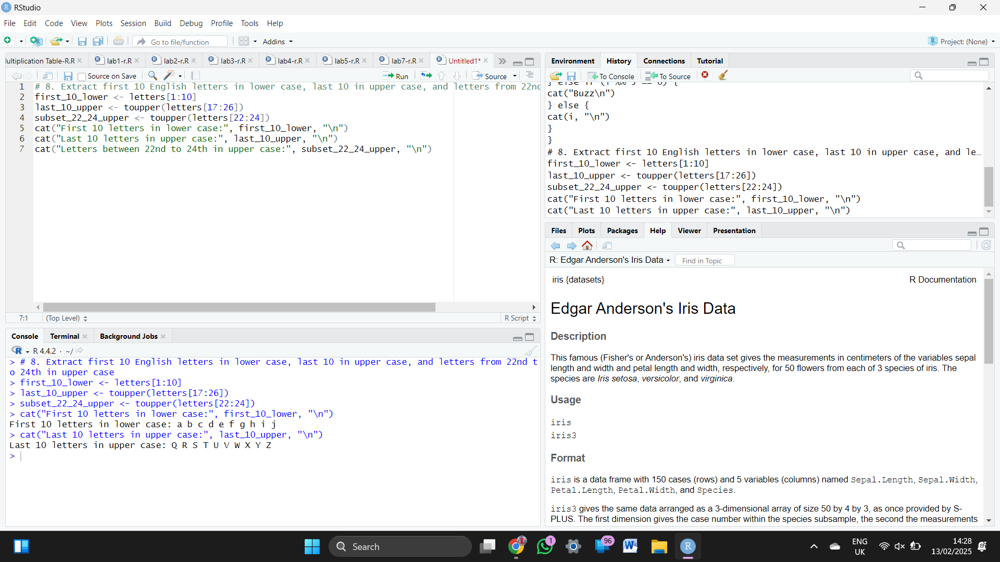 RStudio
File Edit Code View Plots Session Build Debug Profile Tools Help
Go to file/function Addins Project: (None)
ultiplication Table-R.R lab1-r.R lab2-r.R lab3-r.R lab4-r.R lab5-r.R lab7-r.R Untitled1*
Source on Save Run Source
1 # 8. Extract first 10 English letters in lower case, last 10 in upper case, and letters from 22nd
2 first_10_lower <- letters[1:10]
3 last_10_upper <- toupper(letters[17:26])
4 subset_22_24_upper <- toupper(letters[22:24])
5 cat("First 10 letters in lower case:", first_10_lower, "\n")
6 cat("Last 10 letters in upper case:", last_10_upper, "\n")
7 cat("Letters between 22nd to 24th in upper case:", subset_22_24_upper, "\n")
7:1 (Top Level) R Script
Console Terminal Background Jobs
R 4.4.2 · ~/
> # 8. Extract first 10 English letters in lower case, last 10 in upper case, and letters from 22nd t
o 24th in upper case
> first_10_lower <- letters[1:10]
> last_10_upper <- toupper(letters[17:26])
> subset_22_24_upper <- toupper(letters[22:24])
> cat("First 10 letters in lower case:", first_10_lower, "\n")
First 10 letters in lower case: a b c d e f g h i j
> cat("Last 10 letters in upper case:", last_10_upper, "\n")
Last 10 letters in upper case: Q R S T U V W X Y Z
>
Environment History Connections Tutorial
To Console To Source
} else if (i %% 5 == 0) {
cat("Buzz\n")
} else {
cat(i, "\n")
}
}
# 8. Extract first 10 English letters in lower case, last 10 in upper case, and le…
first_10_lower <- letters[1:10]
last_10_upper <- toupper(letters[17:26])
subset_22_24_upper <- toupper(letters[22:24])
cat("First 10 letters in lower case:", first_10_lower, "\n")
cat("Last 10 letters in upper case:", last_10_upper, "\n")
Files Plots Packages Help Viewer Presentation
R: Edgar Anderson's Iris Data Find in Topic
iris {datasets} R Documentation
Edgar Anderson's Iris Data
Description
This famous (Fisher's or Anderson's) iris data set gives the measurements in centimeters of the variables sepal
length and width and petal length and width, respectively, for 50 flowers from each of 3 species of iris. The
species are Iris setosa, versicolor, and virginica.
Usage
iris
iris3
Format
iris is a data frame with 150 cases (rows) and 5 variables (columns) named Sepal.Length, Sepal.Width,
Petal.Length, Petal.Width, and Species.
iris3 gives the same data arranged as a 3-dimensional array of size 50 by 4 by 3, as once provided by S-
PLUS. The first dimension gives the case number within the species subsample, the second the measurements
Search 1 96 ENG
UK
14:28
13/02/2025